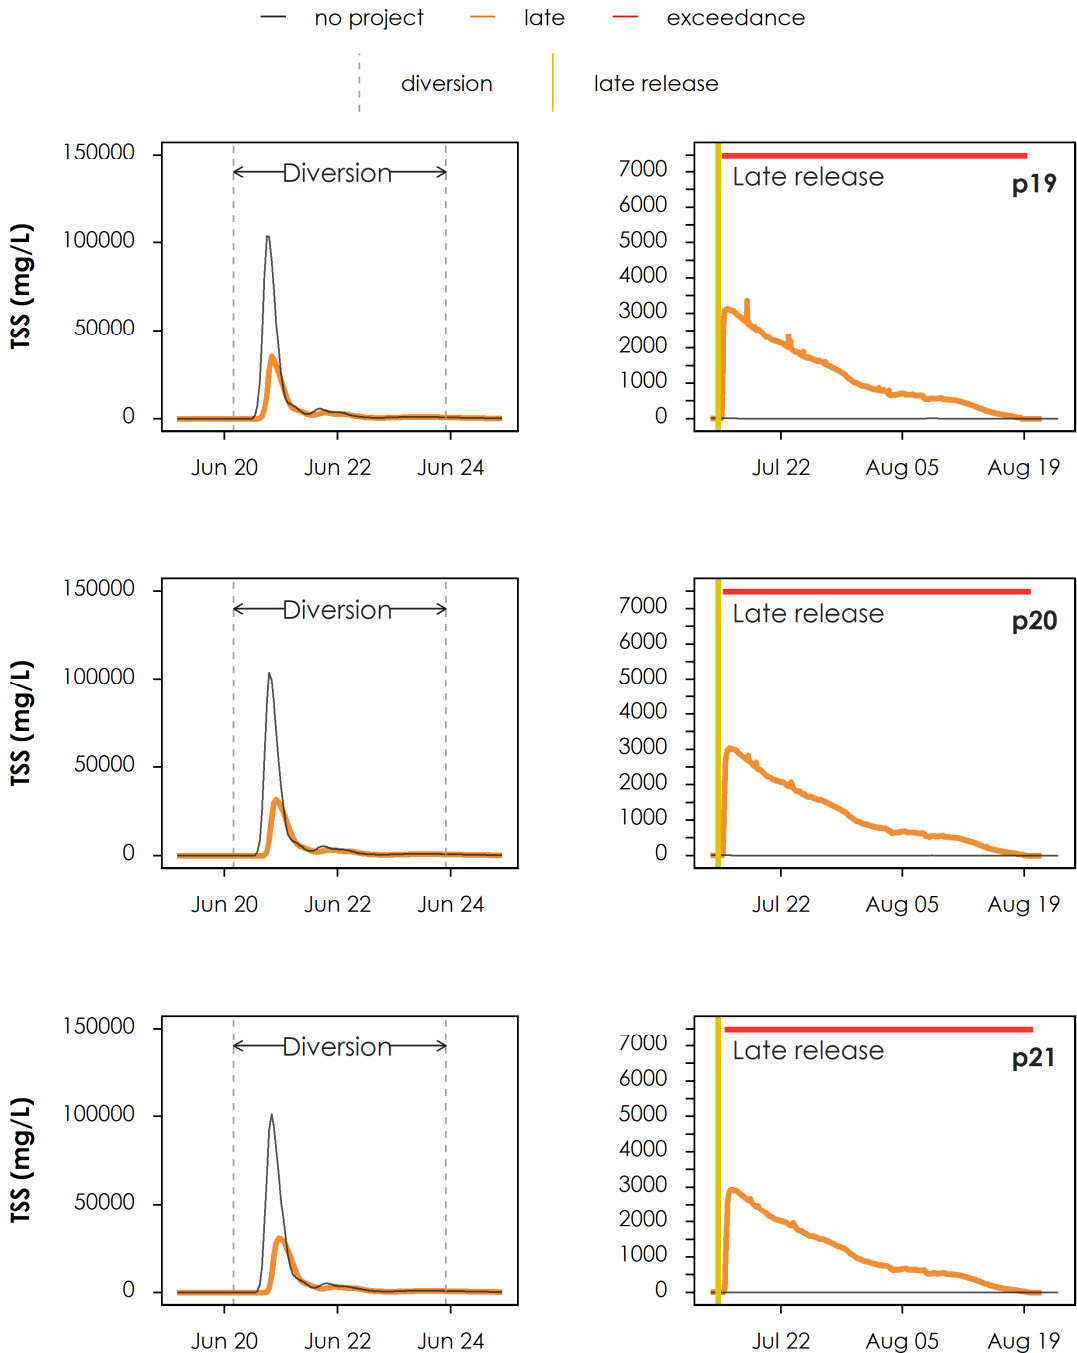 no project late exceedance
diversion late release
TSS (mg/L)
150000
100000
50000
0
Diversion
Jun 20 Jun 22 Jun 24
7000
6000
5000
4000
3000
2000
1000
0
Late release
p19
Jul 22 Aug 05 Aug 19
TSS (mg/L)
150000
100000
50000
0
Diversion
Jun 20 Jun 22 Jun 24
7000
6000
5000
4000
3000
2000
1000
0
Late release
p20
Jul 22 Aug 05 Aug 19
TSS (mg/L)
150000
100000
50000
0
Diversion
Jun 20 Jun 22 Jun 24
7000
6000
5000
4000
3000
2000
1000
0
Late release
p21
Jul 22 Aug 05 Aug 19